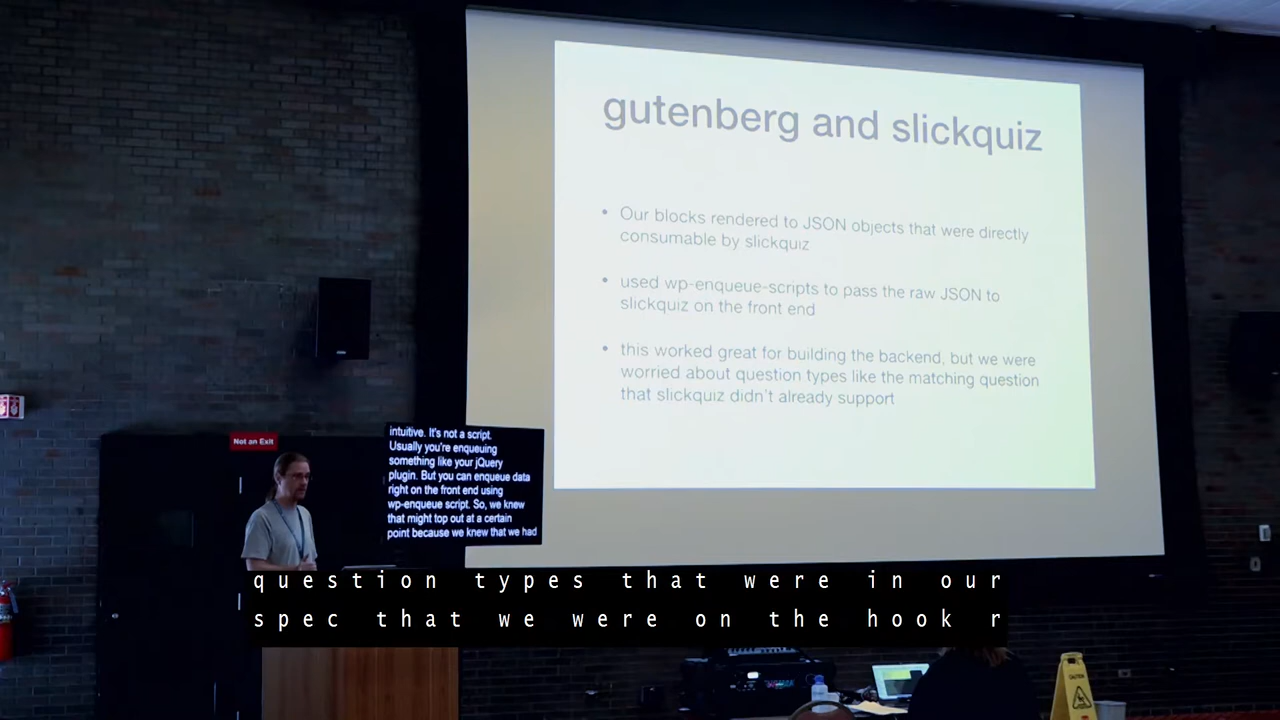 gutenberg and slickquiz
• Our blocks rendered to JSON objects that were directly
consumable by slickquiz
• used wp-enqueue-scripts to pass the raw JSON to
slickquiz on the front end
• this worked great for building the backend, but we were
worried about question types like the matching question
that slickquiz didn't already support
Not an Exit
intuitive. It's not a script.
Usually you're enqueuing
something like your jQuery
plugin. But you can enqueue data
right on the front end using
wp-enqueue script. So, we knew
that might top out at a certain
point because we knew that we had
question types that were in our
spec that we were on the hook r
CAUTION